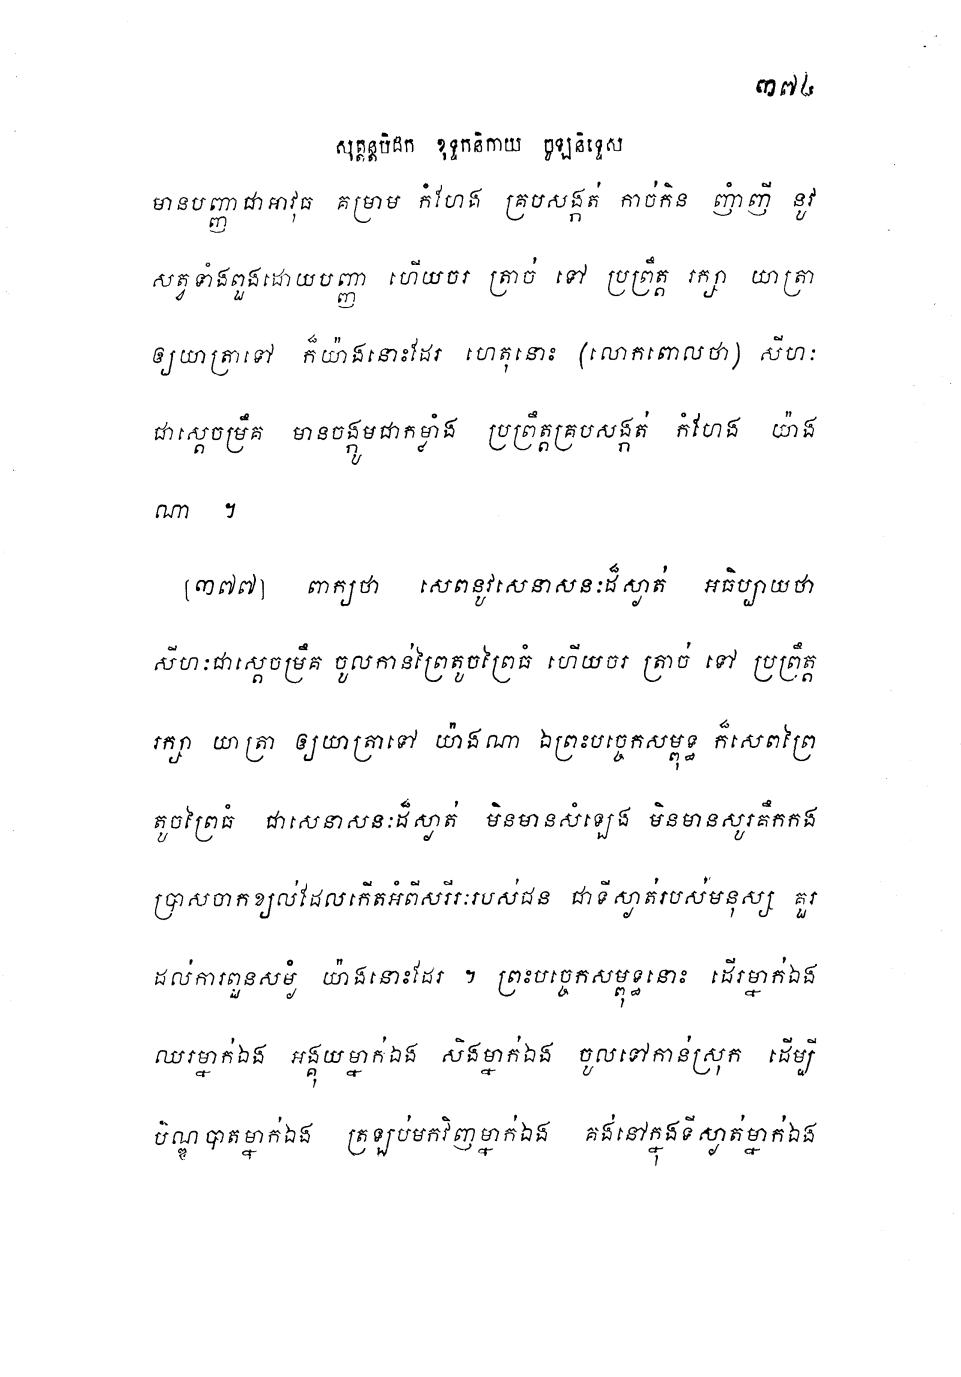 ៣៧៤
សុត្តន្តបិដក ខុទ្ទកនិកាយ ចូឡនិទ្ទេស
មានបញ្ញាជាអាវុធ គម្រាម កំហែង គ្របសង្កត់ កាច់កិន ញាំញី នូវ
សត្វទាំងពួងដោយបញ្ញា ហើយចរ ត្រាច់ ទៅ ប្រព្រឹត្ត រក្សា យាត្រា
ឲ្យយាត្រាទៅ ក៏យ៉ាងនោះដែរ ហេតុនោះ (លោកពោលថា) សីហៈ
ជាស្តេចម្រឹគ មានចង្កូមជាកម្លាំង ប្រព្រឹត្តគ្របសង្កត់ កំហែង យ៉ាង
ណា ។
[៣៧៧] ពាក្យថា សេពនូវសេនាសនៈដ៏ស្ងាត់ អធិប្បាយថា
សីហៈជាស្តេចម្រឹគ ចូលកាន់ព្រៃតូចព្រៃធំ ហើយចរ ត្រាច់ ទៅ ប្រព្រឹត្ត
រក្សា យាត្រា ឲ្យយាត្រាទៅ យ៉ាងណា ឯព្រះបច្ចេកសម្ពុទ្ធ ក៏សេពព្រៃ
តូចព្រៃធំ ជាសេនាសនៈដ៏ស្ងាត់ មិនមានសំឡេង មិនមានសូរគឹកកង
ប្រាសចាកខ្យល់ដែលកើតអំពីសរីរៈរបស់ជន ជាទីស្ងាត់របស់មនុស្ស គួរ
ដល់ការពួនសម្ងំ យ៉ាងនោះដែរ ។ ព្រះបច្ចេកសម្ពុទ្ធនោះ ដើរម្នាក់ឯង
ឈរម្នាក់ឯង អង្គុយម្នាក់ឯង សិងម្នាក់ឯង ចូលទៅកាន់ស្រុក ដើម្បី
បិណ្ឌបាតម្នាក់ឯង ត្រឡប់មកវិញម្នាក់ឯង គង់នៅក្នុងទីស្ងាត់ម្នាក់ឯង